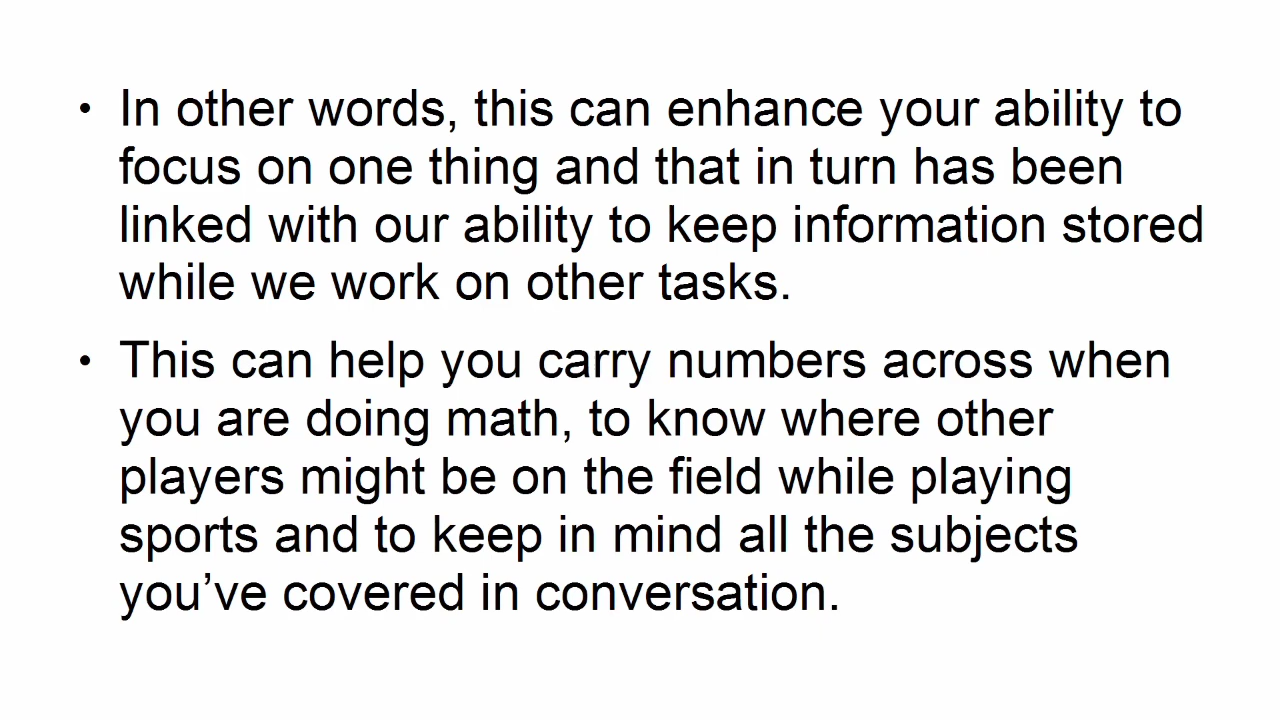 • In other words, this can enhance your ability to
focus on one thing and that in turn has been
linked with our ability to keep information stored
while we work on other tasks.
• This can help you carry numbers across when
you are doing math, to know where other
players might be on the field while playing
sports and to keep in mind all the subjects
you’ve covered in conversation.